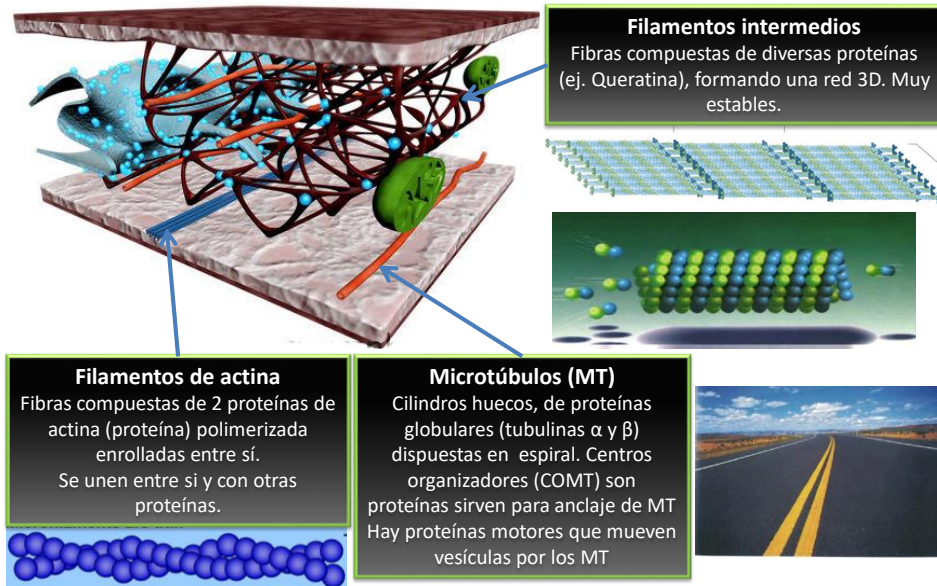 Filamentos intermedios
Fibras compuestas de diversas proteínas
(ej. Queratina), formando una red 3D. Muy
estables.
Filamentos de actina
Fibras compuestas de 2 proteínas de
actina (proteína) polimerizada
enrolladas entre sí.
Se unen entre si y con otras
proteínas.
Microtúbulos (MT)
Cilindros huecos, de proteínas
globulares (tubulinas α y β)
dispuestas en espiral. Centros
organizadores (COMT) son
proteínas sirven para anclaje de MT
Hay proteínas motores que mueven
vesículas por los MT